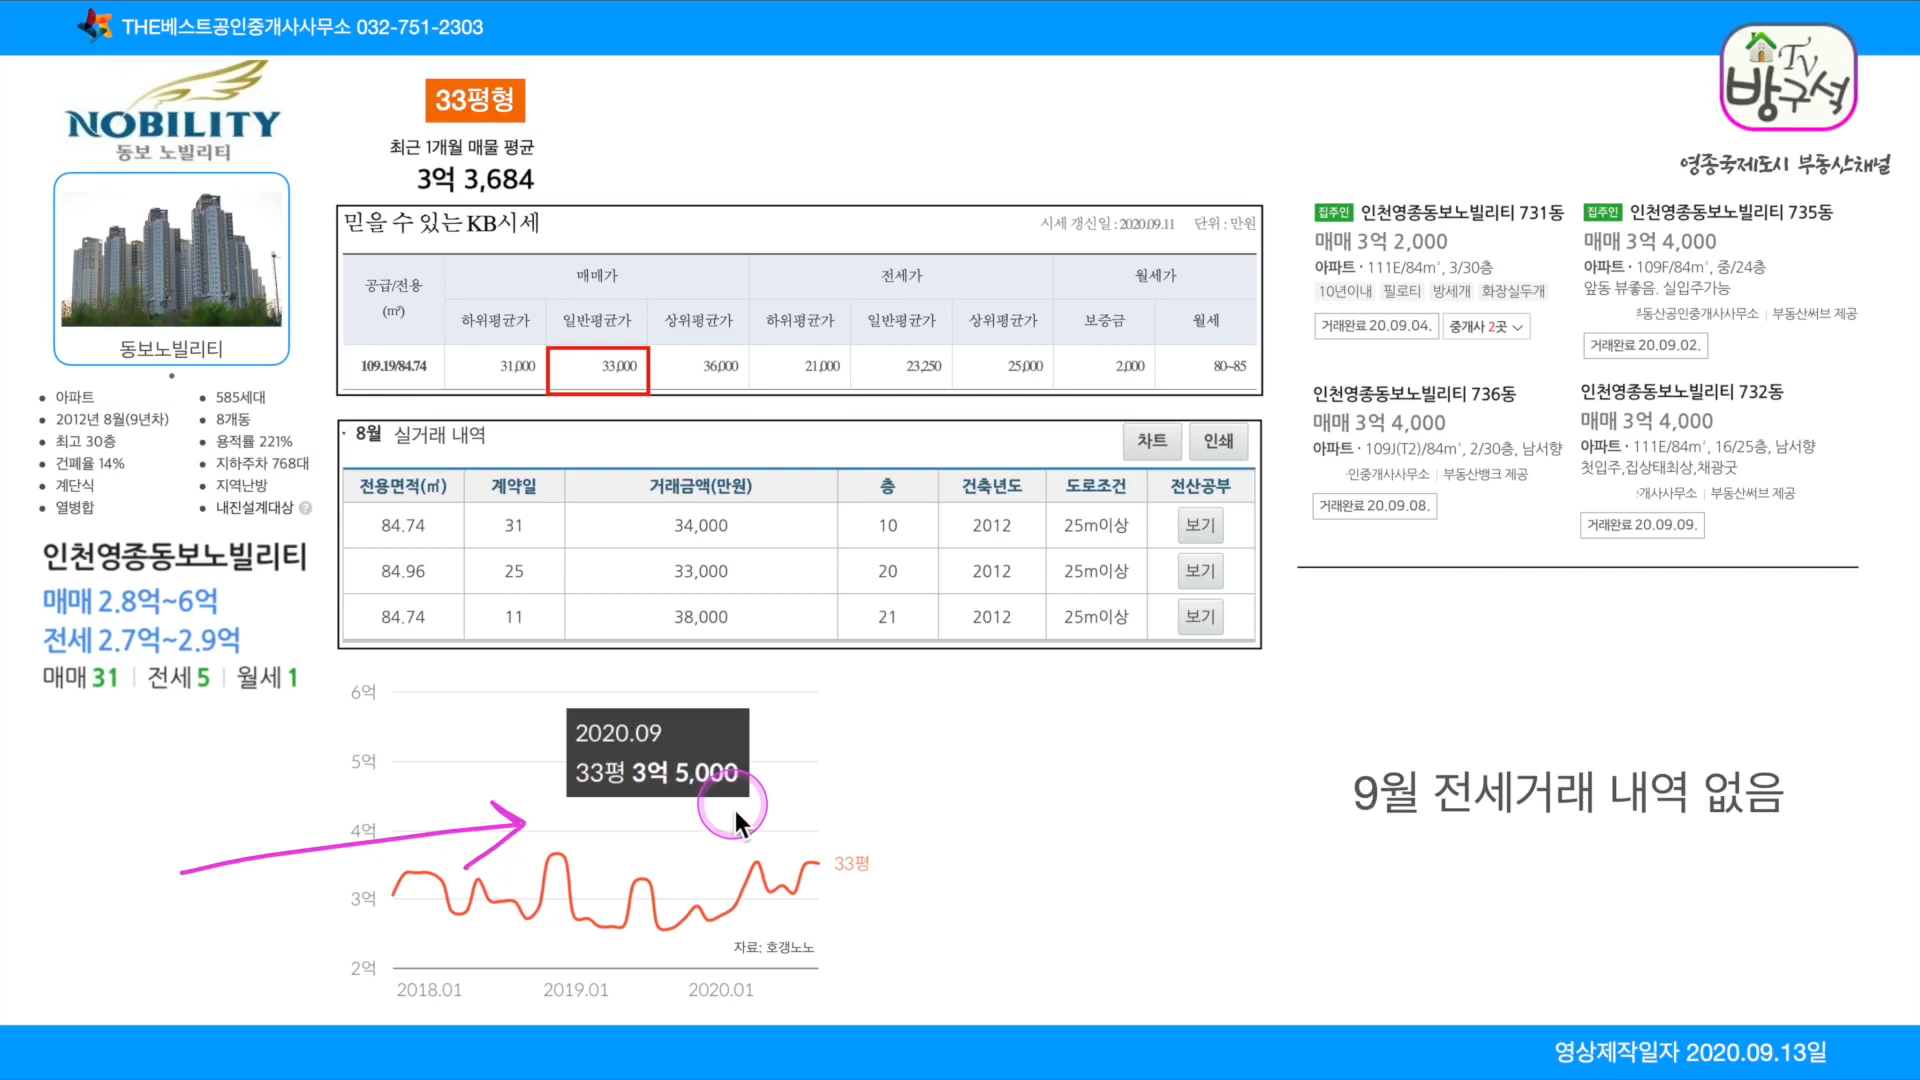 THE베스트공인중개사사무소 032-751-2303
TV
방구석
영종국제도시 부동산채널
NOBILITY
동보 노빌리티
동보노빌리티
아파트
2012년 8월(9년차)
최고 30층
건폐율 14%
계단식
열병합
585세대
8개동
용적률 221%
지하주차 768대
지역난방
내진설계대상 ?
인천영종동보노빌리티
매매 2.8억~6억
전세 2.7억~2.9억
매매 31 | 전세 5 | 월세 1
33평형
최근 1개월 매물 평균
3억 3,684
믿을 수 있는 KB시세
시세 갱신일 : 2020.09.11 단위 : 만원
공급/전용 (㎡) 매매가 전세가 월세가
하위평균가 일반평균가 상위평균가 하위평균가 일반평균가 상위평균가 보증금 월세
109.19/84.74 31,000 33,000 36,000 21,000 23,250 25,000 2,000 80~85
· 8월 실거래 내역
차트 인쇄
전용면적(㎡) 계약일 거래금액(만원) 층 건축년도 도로조건 전산공부
84.74 31 34,000 10 2012 25m이상 보기
84.96 25 33,000 20 2012 25m이상 보기
84.74 11 38,000 21 2012 25m이상 보기
6억
5억
4억
3억
2억
2020.09
33평 3억 5,000
33평
자료: 호갱노노
2018.01 2019.01 2020.01
집주인 인천영종동보노빌리티 731동
매매 3억 2,000
아파트 · 111E/84㎡, 3/30층
10년이내 필로티 방세개 화장실두개
거래완료 20.09.04. 중개사 2곳
집주인 인천영종동보노빌리티 735동
매매 3억 4,000
아파트 · 109F/84㎡, 중/24층
앞동 뷰좋음. 실입주가능
동산공인중개사사무소 | 부동산써브 제공
거래완료 20.09.02.
인천영종동보노빌리티 736동
매매 3억 4,000
아파트 · 109J(T2)/84㎡, 2/30층, 남서향
인중개사사무소 | 부동산뱅크 제공
거래완료 20.09.08.
인천영종동보노빌리티 732동
매매 3억 4,000
아파트 · 111E/84㎡, 16/25층, 남서향
첫입주,집상태최상,채광굿
개사사무소 | 부동산써브 제공
거래완료 20.09.09.
9월 전세거래 내역 없음
영상제작일자 2020.09.13일